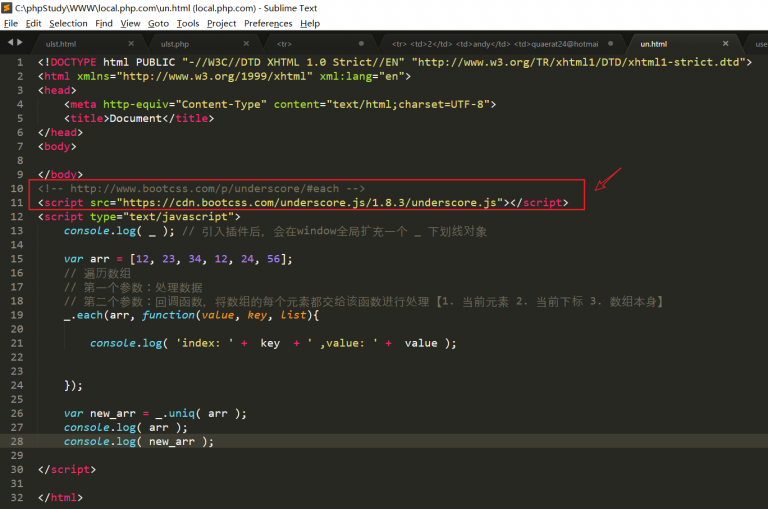 C:\phpStudy\WWW\local.php.com\un.html (local.php.com) - Sublime Text
File Edit Selection Find View Goto Tools Project Preferences Help
ulst.html ulst.php <tr> <tr> <td>2</td> <td>andy</td> <td>quaerat24@hotmai un.html use
1 <!DOCTYPE html PUBLIC "-//W3C//DTD XHTML 1.0 Strict//EN" "http://www.w3.org/TR/xhtml1/DTD/xhtml1-strict.dtd">
2 <html xmlns="http://www.w3.org/1999/xhtml" xml:lang="en">
3 <head>
4 <meta http-equiv="Content-Type" content="text/html;charset=UTF-8">
5 <title>Document</title>
6 </head>
7 <body>
8
9 </body>
10 <!-- http://www.bootcss.com/p/underscore/#each -->
11 <script src="https://cdn.bootcss.com/underscore.js/1.8.3/underscore.js"></script>
12 <script type="text/javascript">
13 console.log( _ ); // 引入插件后，会在window全局扩充一个 _ 下划线对象
14
15 var arr = [12, 23, 34, 12, 24, 56];
16 // 遍历数组
17 // 第一个参数：处理数据
18 // 第二个参数：回调函数，将数组的每个元素都交给该函数进行处理【1. 当前元素 2. 当前下标 3. 数组本身】
19 _.each(arr, function(value, key, list){
20
21 console.log( 'index: ' + key + ' ,value: ' + value );
22
23
24 });
25
26 var new_arr = _.uniq( arr );
27 console.log( arr );
28 console.log( new_arr );
29
30 </script>
31
32 </html>